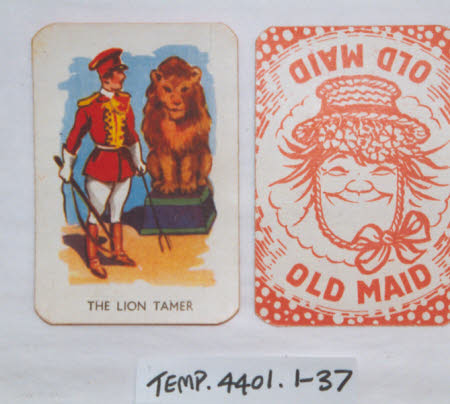 OLD MAID
THE LION TAMER
OLD MAID
TEMP. 4401.1-37